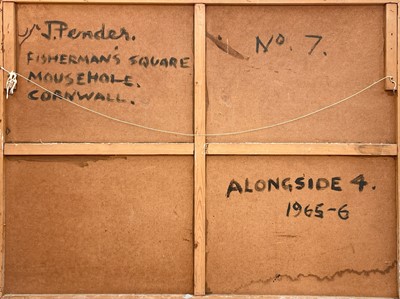 J. Pender.
FISHERMAN'S SQUARE
MOUSEHOLE.
CORNWALL.
No. 7.
ALONGSIDE 4.
1965-6